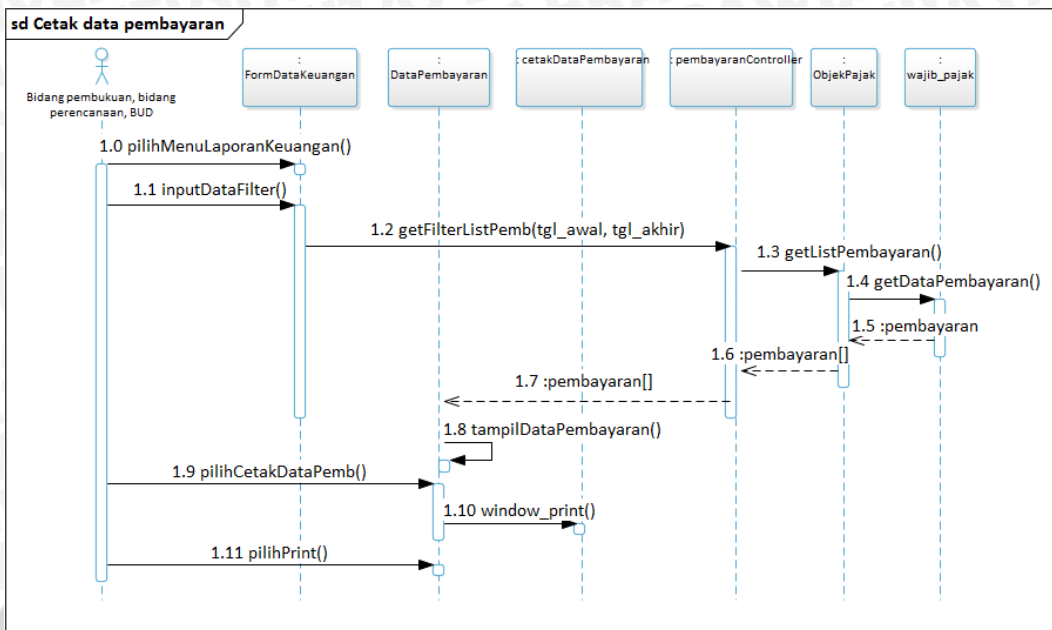 sd Cetak data pembayaran
Bidang pembukuan, bidang
perencanaan, BUD
:
FormDataKeuangan
:
DataPembayaran
: cetakDataPembayaran
: pembayaranController
:
ObjekPajak
:
wajib_pajak
1.0 pilihMenuLaporanKeuangan()
1.1 inputDataFilter()
1.2 getFilterListPemb(tgl_awal, tgl_akhir)
1.3 getListPembayaran()
1.4 getDataPembayaran()
1.5 :pembayaran
1.6 :pembayaran[]
1.7 :pembayaran[]
1.8 tampilDataPembayaran()
1.9 pilihCetakDataPemb()
1.10 window_print()
1.11 pilihPrint()